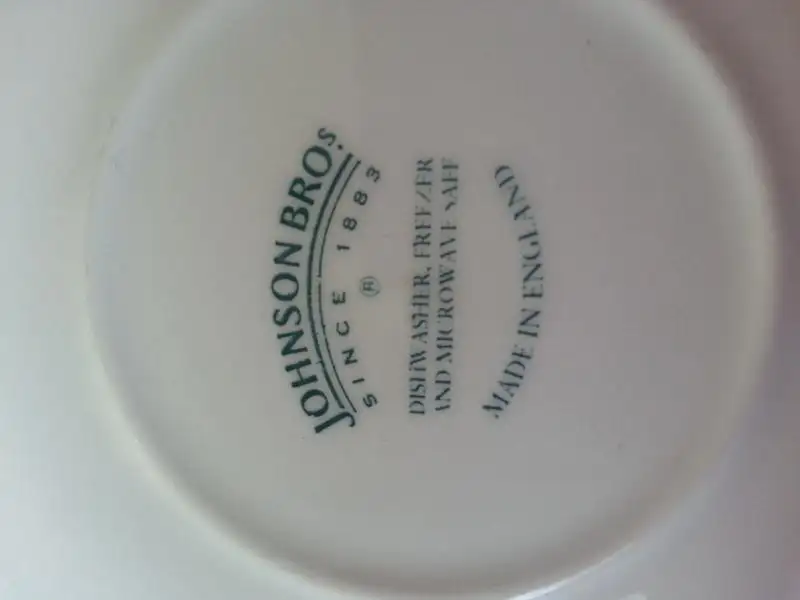 JOHNSON BROS.
SINCE 1883
®
DISHWASHER, FREEZER
AND MICROWAVE SAFE
MADE IN ENGLAND